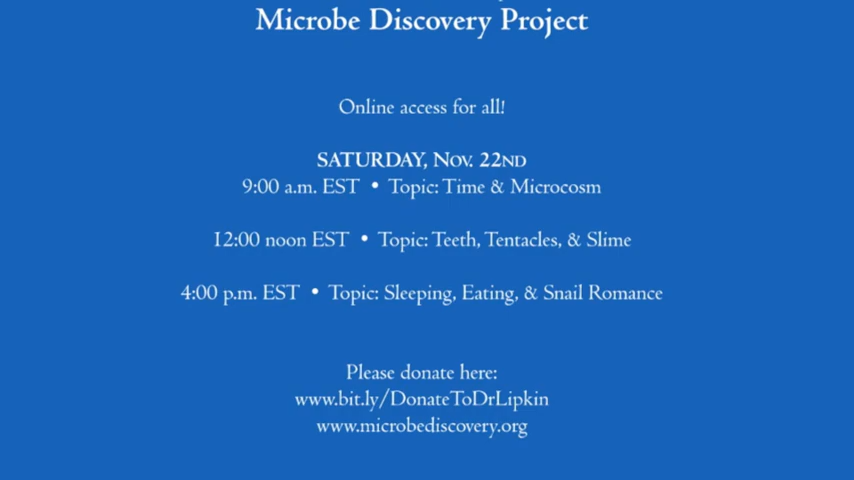 Microbe Discovery Project
Online access for all!
SATURDAY, Nov. 22ND
9:00 a.m. EST • Topic: Time & Microcosm
12:00 noon EST • Topic: Teeth, Tentacles, & Slime
4:00 p.m. EST • Topic: Sleeping, Eating, & Snail Romance
Please donate here:
www.bit.ly/DonateToDrLipkin
www.microbediscovery.org